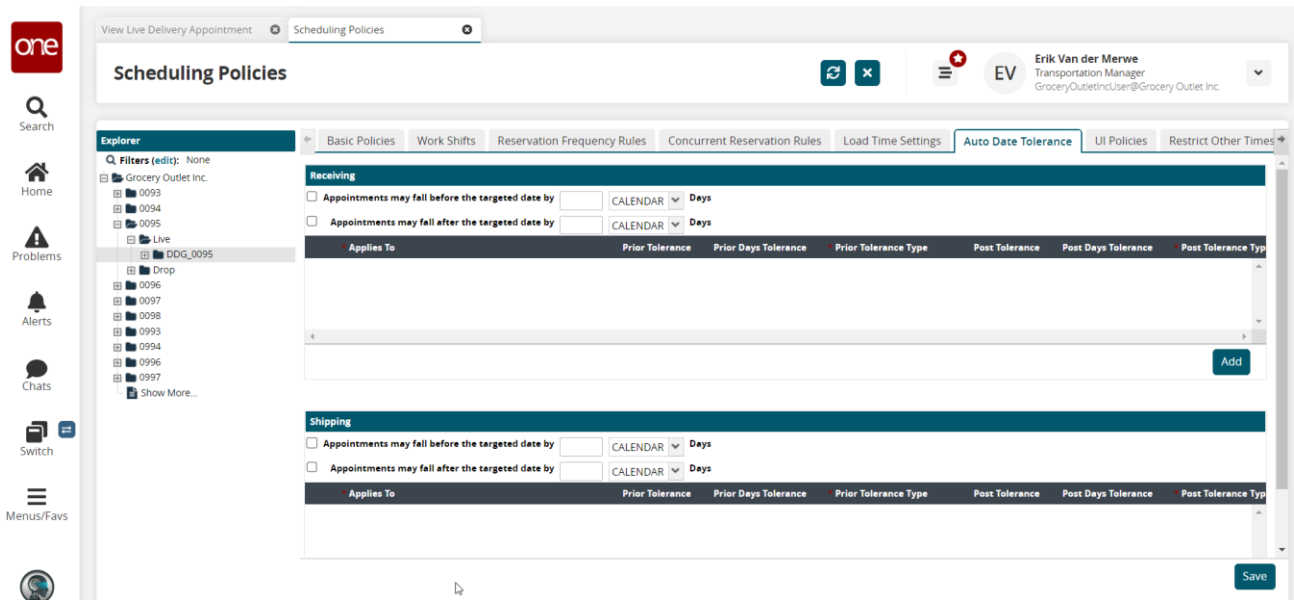 View Live Delivery Appointment
Scheduling Policies
one
Scheduling Policies
EV
Erik Van der Merwe
Transportation Manager
GroceryOutletIncUser@Grocery Outlet Inc.
Search
Home
Problems
Alerts
Chats
Switch
Menus/Favs
Explorer
Filters (edit): None
Grocery Outlet Inc.
0093
0094
0095
Live
DDG_0095
Drop
0096
0097
0098
0993
0994
0996
0997
Show More...
Basic Policies Work Shifts Reservation Frequency Rules Concurrent Reservation Rules Load Time Settings Auto Date Tolerance UI Policies Restrict Other Times
Receiving
Appointments may fall before the targeted date by CALENDAR Days
Appointments may fall after the targeted date by CALENDAR Days
* Applies To Prior Tolerance Prior Days Tolerance * Prior Tolerance Type Post Tolerance Post Days Tolerance * Post Tolerance Typ
Add
Shipping
Appointments may fall before the targeted date by CALENDAR Days
Appointments may fall after the targeted date by CALENDAR Days
* Applies To Prior Tolerance Prior Days Tolerance * Prior Tolerance Type Post Tolerance Post Days Tolerance * Post Tolerance Typ
Save